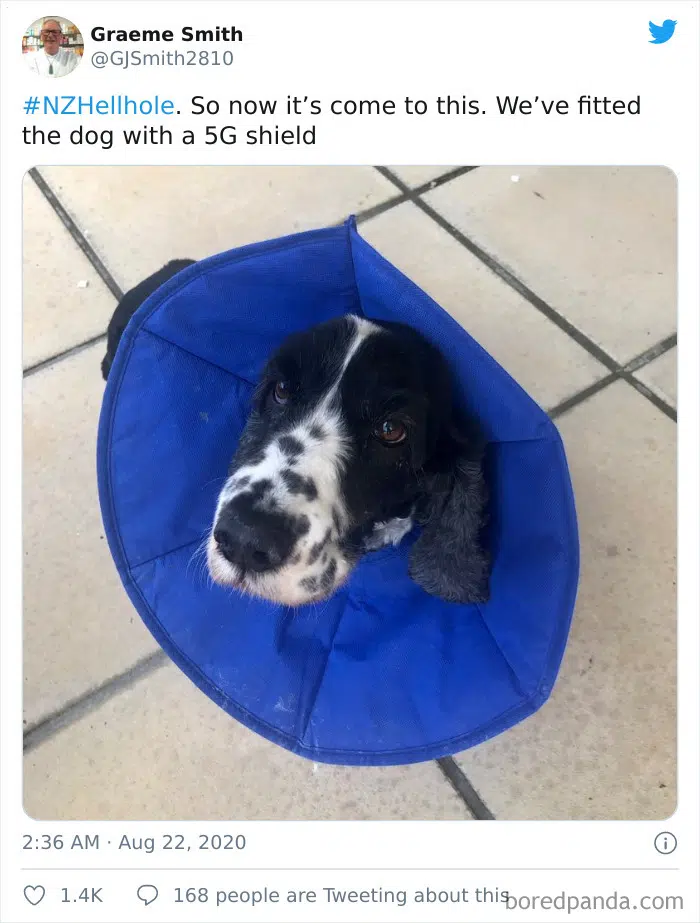 Graeme Smith
@GJSmith2810
#NZHellhole. So now it’s come to this. We’ve fitted
the dog with a 5G shield
2:36 AM · Aug 22, 2020
1.4K 168 people are Tweeting about this
boredpanda.com